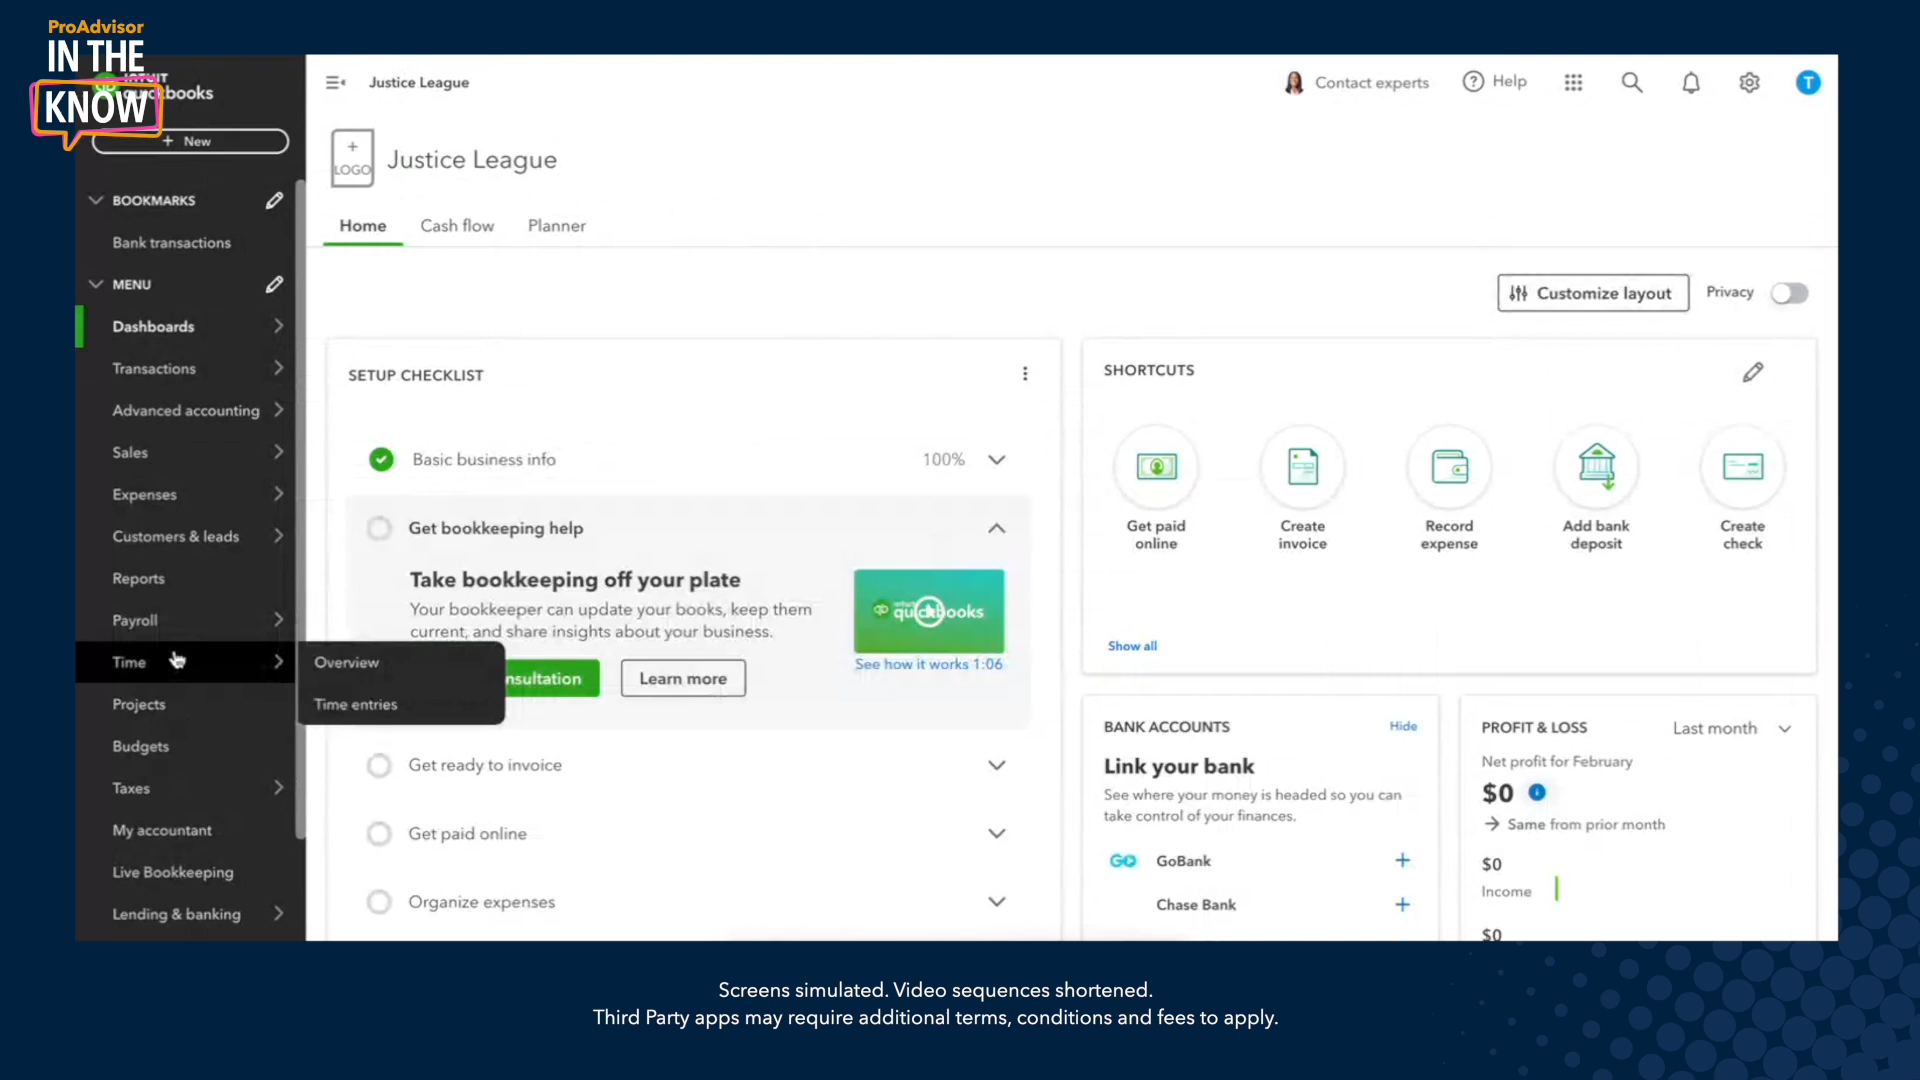 ProAdvisor
IN THE
KNOW
quickbooks
+ New
BOOKMARKS
Bank transactions
MENU
Dashboards
Transactions
Advanced accounting
Sales
Expenses
Customers & leads
Reports
Payroll
Time
Projects
Budgets
Taxes
My accountant
Live Bookkeeping
Lending & banking
Overview
Time entries
Justice League
Contact experts
Help
T
+
LOGO
Justice League
Home Cash flow Planner
Customize layout
Privacy
SETUP CHECKLIST
Basic business info 100%
Get bookkeeping help
Take bookkeeping off your plate
Your bookkeeper can update your books, keep them
current, and share insights about your business.
nsultation
Learn more
quickbooks
See how it works 1:06
Get ready to invoice
Get paid online
Organize expenses
SHORTCUTS
Get paid
online
Create
invoice
Record
expense
Add bank
deposit
Create
check
Show all
BANK ACCOUNTS Hide
Link your bank
See where your money is headed so you can
take control of your finances.
GO GoBank +
Chase Bank +
PROFIT & LOSS Last month
Net profit for February
$0
Same from prior month
$0
Income
$0
Screens simulated. Video sequences shortened.
Third Party apps may require additional terms, conditions and fees to apply.